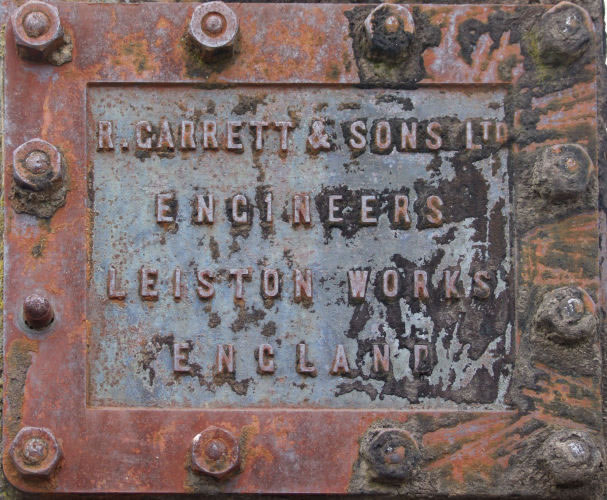 R. GARRETT & SONS LTD
ENGINEERS
LEISTON WORKS
ENGLAND